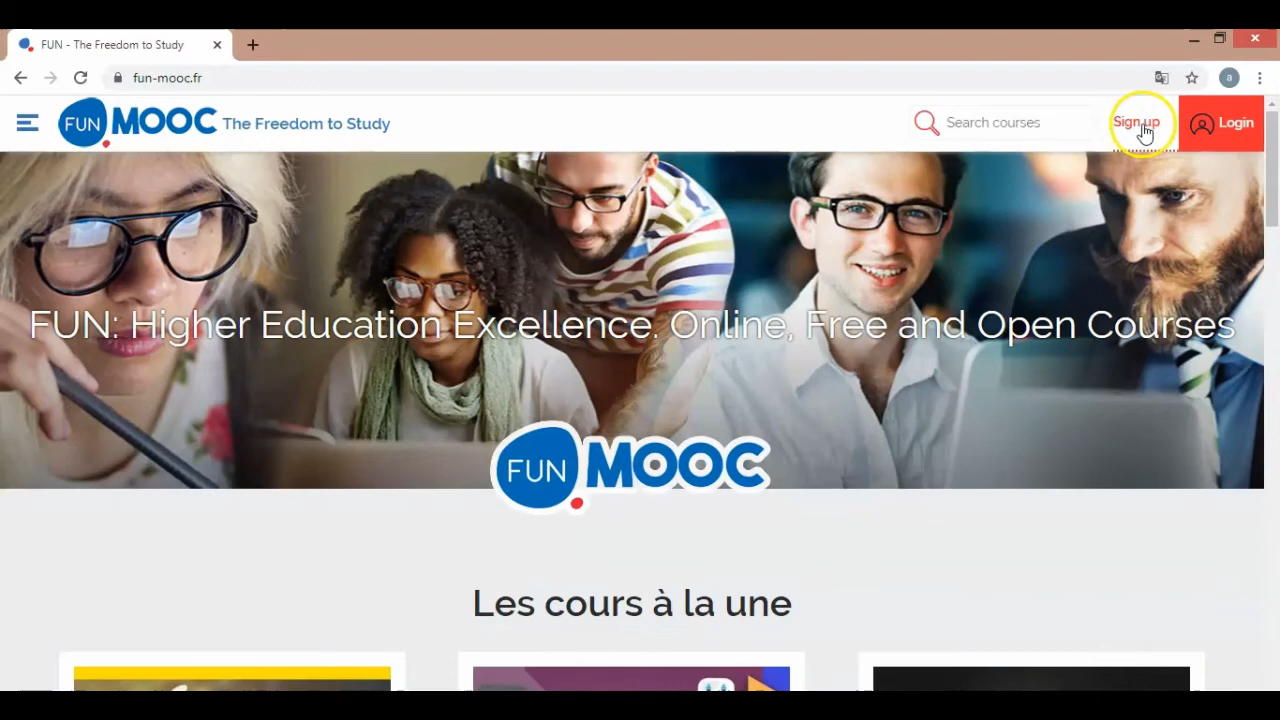 FUN - The Freedom to Study
fun-mooc.fr
a
FUN MOOC The Freedom to Study
Search courses
Sign up
Login
FUN: Higher Education Excellence. Online, Free and Open Courses
FUN MOOC
Les cours à la une